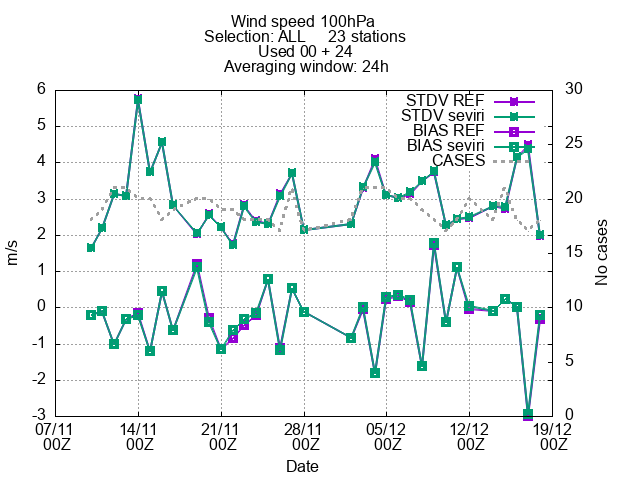 Wind speed 100hPa
Selection: ALL 23 stations
Used 00 + 24
Averaging window: 24h
STDV REF
STDV seviri
BIAS REF
BIAS seviri
CASES
6
5
4
3
2
1
0
-1
-2
-3
m/s
30
25
20
15
10
5
0
No cases
07/11 14/11 21/11 28/11 05/12 12/12 19/12
00Z 00Z 00Z 00Z 00Z 00Z 00Z
Date